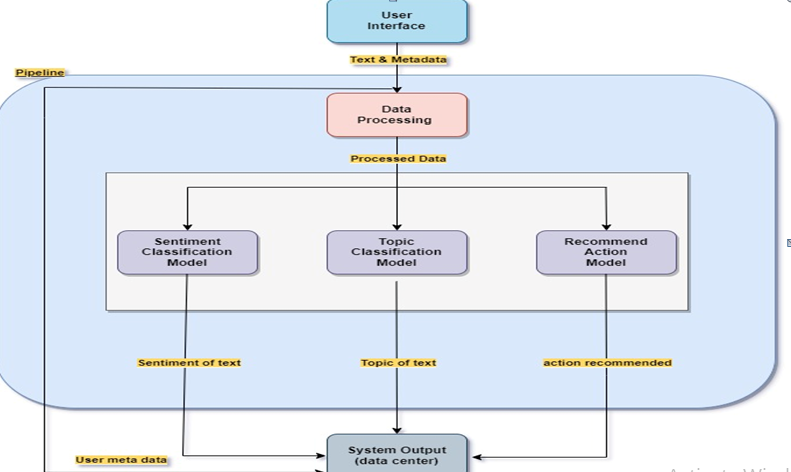 User
Interface
Text & Metadata
Pipeline
Data
Processing
Processed Data
Sentiment
Classification
Model
Topic
Classification
Model
Recommend
Action
Model
Sentiment of text
Topic of text
action recommended
System Output
(data center)
User meta data